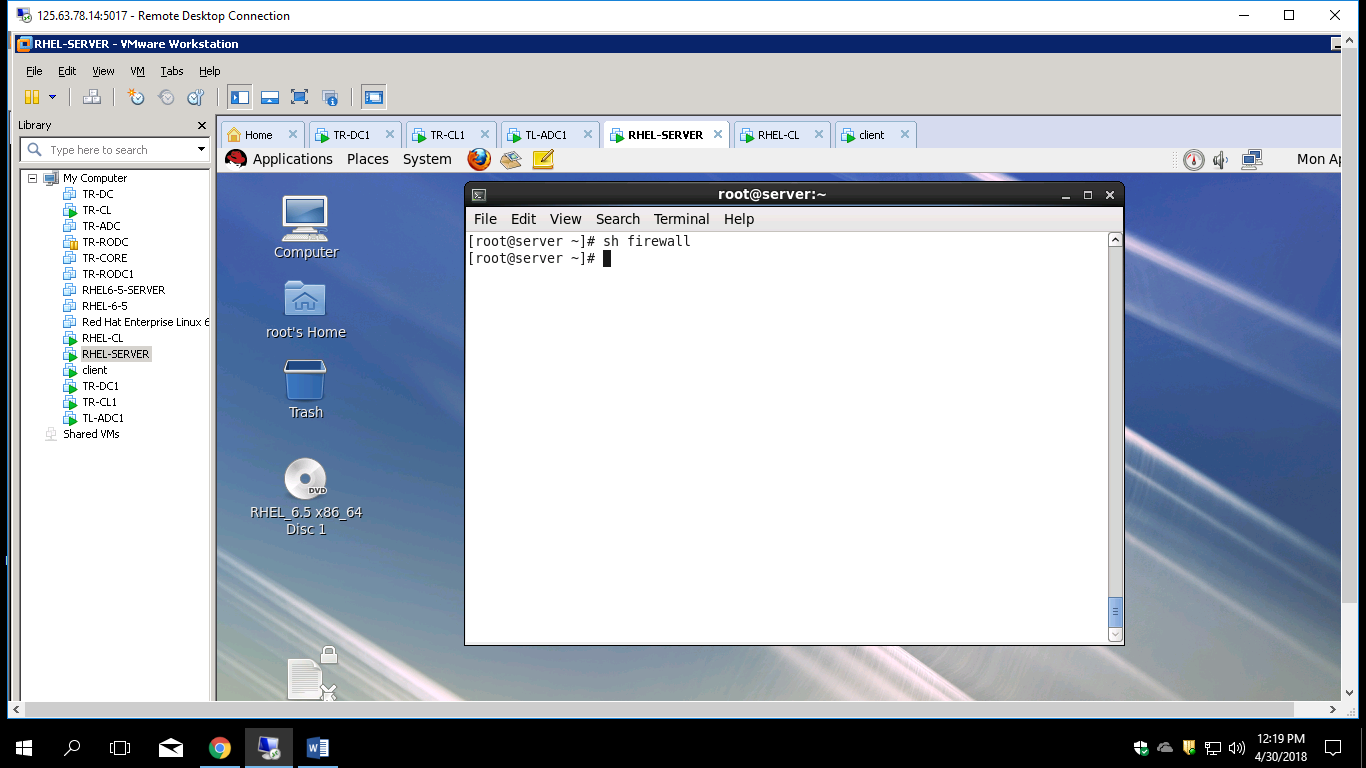 125.63.78.14:5017 - Remote Desktop Connection
RHEL-SERVER - VMware Workstation
File Edit View VM Tabs Help
Library
Type here to search
My Computer
TR-DC
TR-CL
TR-ADC
TR-RODC
TR-CORE
TR-RODC1
RHEL6-5-SERVER
RHEL-6-5
Red Hat Enterprise Linux 6
RHEL-CL
RHEL-SERVER
client
TR-DC1
TR-CL1
TL-ADC1
Shared VMs
Home TR-DC1 TR-CL1 TL-ADC1 RHEL-SERVER RHEL-CL client
Applications Places System Mon Ap
Computer
root's Home
Trash
DVD
RHEL_6.5 x86_64
Disc 1
root@server:~
File Edit View Search Terminal Help
[root@server ~]# sh firewall
[root@server ~]#
12:19 PM
4/30/2018